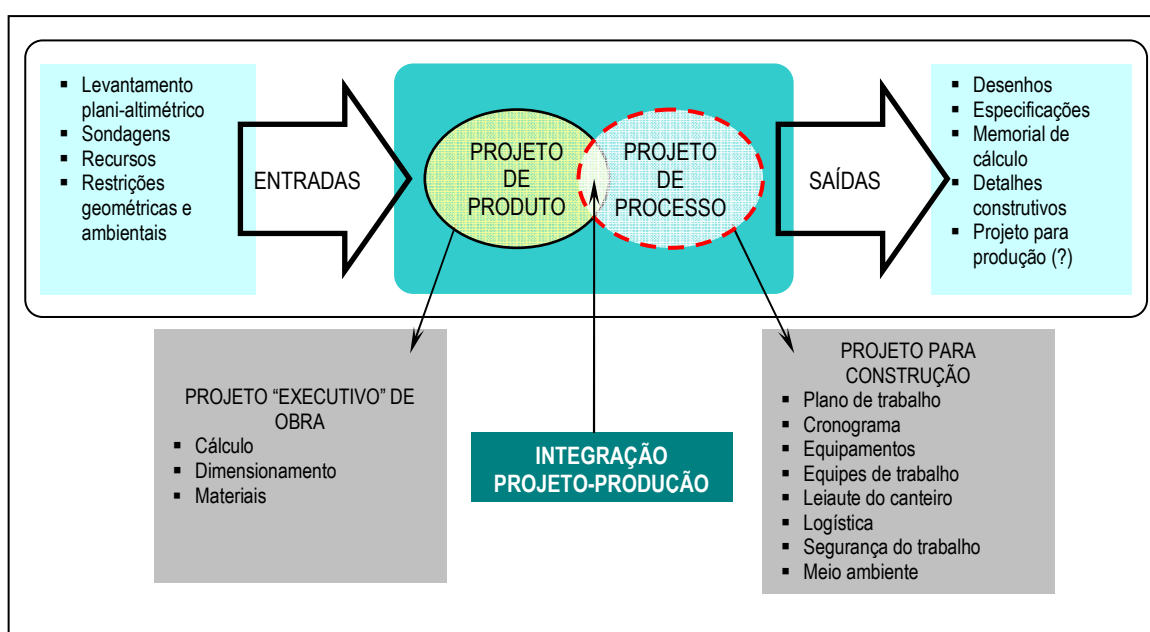 Levantamento
plani-altimétrico
Sondagens
Recursos
Restrições
geométricas e
ambientais
ENTRADAS
PROJETO
DE
PRODUTO
PROJETO
DE
PROCESSO
SAÍDAS
Desenhos
Especificações
Memorial de
cálculo
Detalhes
construtivos
Projeto para
produção (?)
PROJETO “EXECUTIVO” DE
OBRA
Cálculo
Dimensionamento
Materiais
INTEGRAÇÃO
PROJETO-PRODUÇÃO
PROJETO PARA
CONSTRUÇÃO
Plano de trabalho
Cronograma
Equipamentos
Equipes de trabalho
Leiaute do canteiro
Logística
Segurança do trabalho
Meio ambiente